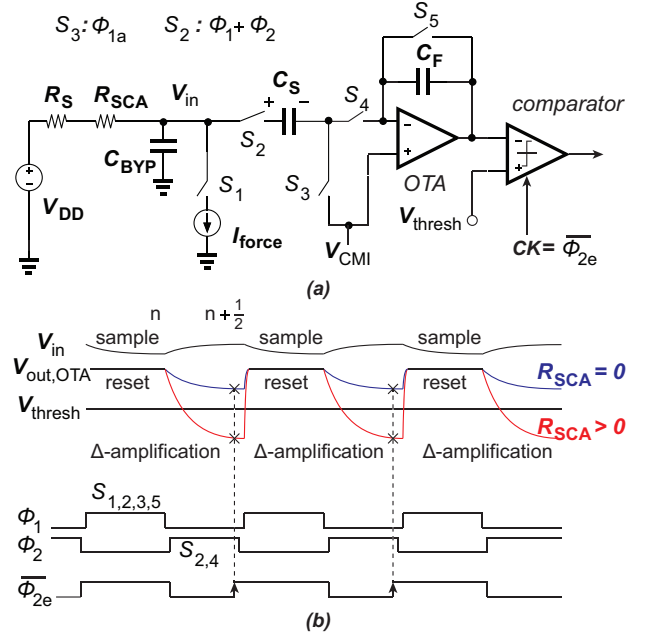 S3 : Φ1a S2 : Φ1 + Φ2
S5
CF
RS RSCA Vin CS S4 comparator
+ − − −
S2 + +
CBYP OTA
S1 S3
VDD Vthresh
Iforce VCMI CK= Φ2e
(a)
n n + 1/2
Vin sample sample sample
Vout,OTA RSCA = 0
reset reset reset
Vthresh RSCA > 0
Δ-amplification Δ-amplification Δ-amplification
S1,2,3,5
Φ1
Φ2 S2,4
Φ2e
(b)